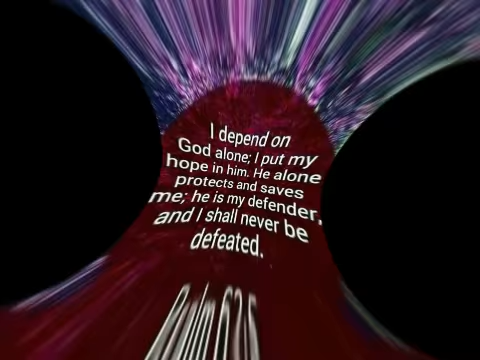 I depend on
God alone; I put my
hope in him. He alone
protects and saves
me; he is my defender,
and I shall never be
defeated.